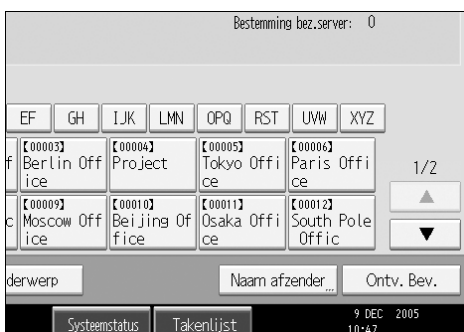 Bestemming bez.server: 0
EF GH IJK LMN OPQ RST UVW XYZ
【00003】 【00004】 【00005】 【00006】
f Berlin Off Project Tokyo Offi Paris Offi
ice ce ce
1/2
【00009】 【00010】 【00011】 【00012】
c Moscow Off Beijing Of Osaka Offi South Pole
ice fice ce Offic
▲
▼
derwerp Naam afzender... Ontv. Bev.
Systeemstatus Takenlijst 9 DEC 2005
10:47